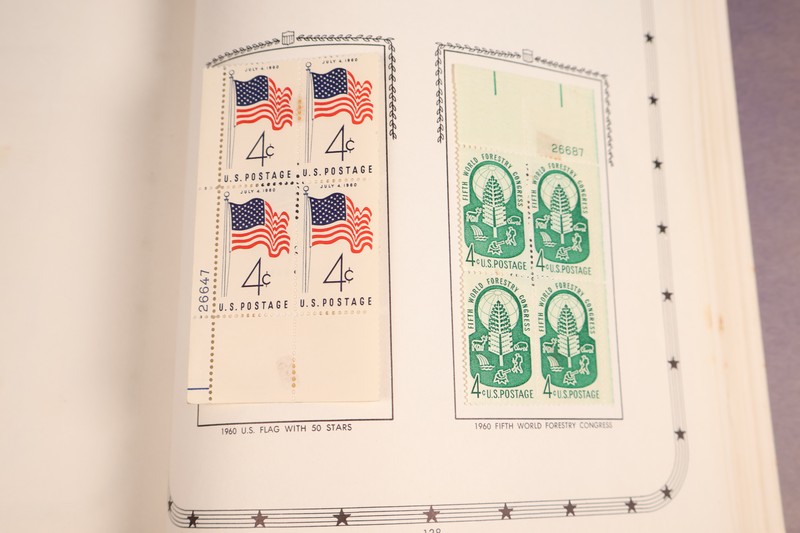 JULY 4, 1960
4¢
U.S. POSTAGE
JULY 4, 1960
4¢
U.S. POSTAGE
JULY 4, 1960
4¢
U.S. POSTAGE
JULY 4, 1960
4¢
U.S. POSTAGE
26647
1960 U.S. FLAG WITH 50 STARS
26687
FIFTH WORLD FORESTRY CONGRESS
4¢ U.S. POSTAGE
FIFTH WORLD FORESTRY CONGRESS
4¢ U.S. POSTAGE
FIFTH WORLD FORESTRY CONGRESS
4¢ U.S. POSTAGE
FIFTH WORLD FORESTRY CONGRESS
4¢ U.S. POSTAGE
1960 FIFTH WORLD FORESTRY CONGRESS